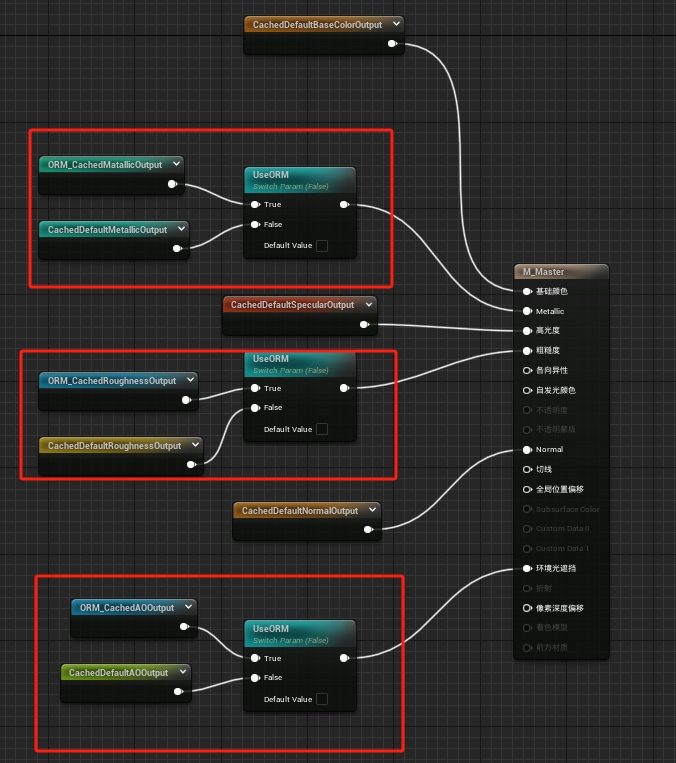 CachedDefaultBaseColorOutput
ORM_CachedMatallicOutput
CachedDefaultMetallicOutput
UseORM
Switch Param (False)
True
False
Default Value
CachedDefaultSpecularOutput
ORM_CachedRoughnessOutput
CachedDefaultRoughnessOutput
UseORM
Switch Param (False)
True
False
Default Value
CachedDefaultNormalOutput
ORM_CachedAOOutput
CachedDefaultAOOutput
UseORM
Switch Param (False)
True
False
Default Value
M_Master
基础颜色
Metallic
高光度
粗糙度
各向异性
自发光颜色
不透明度
不透明蒙版
Normal
切线
全局位置偏移
Subsurface Color
Custom Data 0
Custom Data 1
环境光遮挡
折射
像素深度偏移
着色模型
前方材质